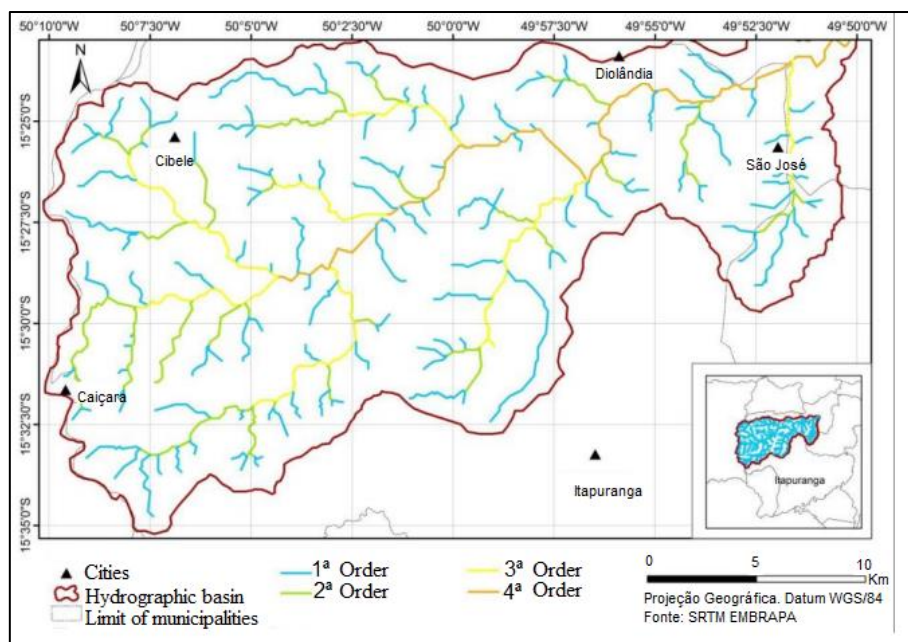 50°10'0"S 50°7'30"S 50°5'0"S 50°2'30"S 50°0'0"S 49°57'30"S 49°55'0"S 49°52'30"S 49°50'0"S
N
Diolândia
15°25'0"S
Cibele
São José
15°27'30"S
15°30'0"S
Caiçara
15°32'30"S
Itapuranga
Itapuranga
15°35'0"S
Cities
Hydrographic basin
Limit of municipalities
1ª Order
2ª Order
3ª Order
4ª Order
0 5 10
Km
Projeção Geográfica. Datum WGS/84
Fonte: SRTM EMBRAPA